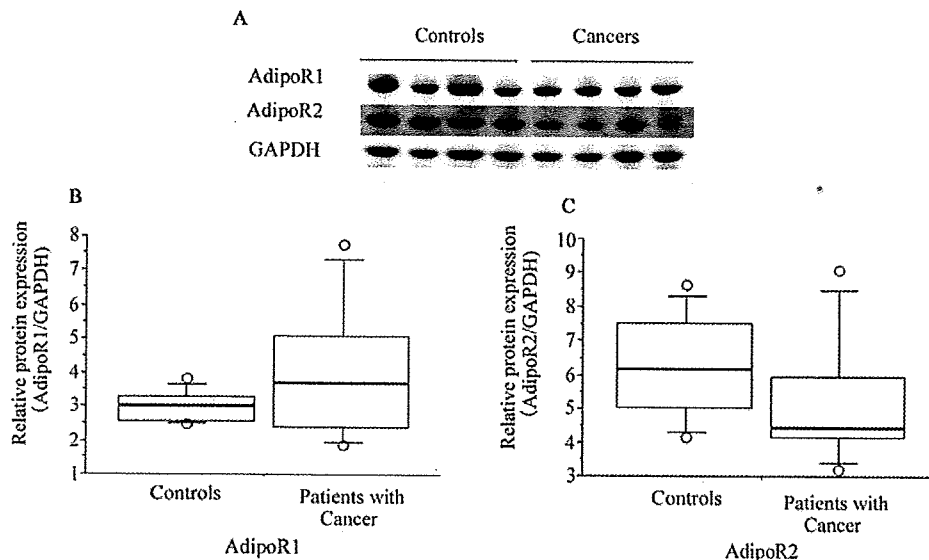 A
Controls Cancers
AdipoR1
AdipoR2
GAPDH
B
Relative protein expression
(AdipoR1/GAPDH)
8
7
6
5
4
3
2
1
Controls
Patients with
Cancer
AdipoR1
C
Relative protein expression
(AdipoR2/GAPDH)
10
9
8
7
6
5
4
3
Controls
Patients with
Cancer
AdipoR2